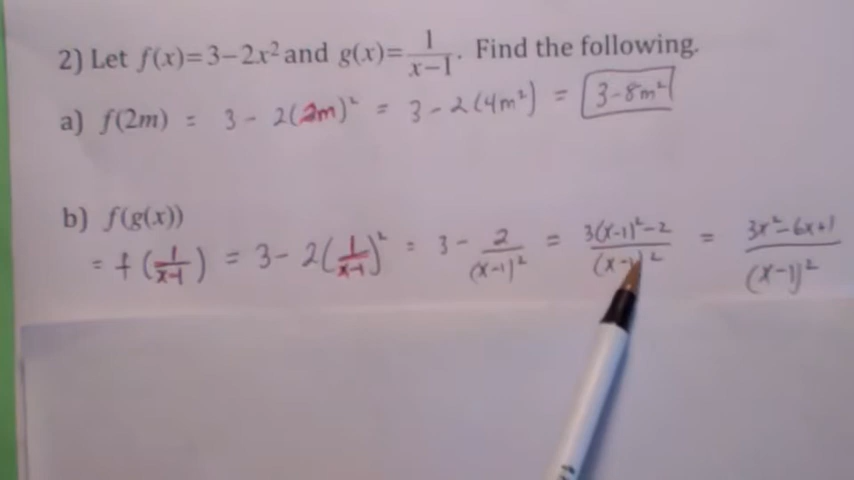 2) Let f(x)=3−2x² and g(x)=1/(x−1). Find the following.
a) f(2m) = 3 − 2(2m)² = 3 − 2(4m²) = 3−8m²
b) f(g(x))
= f(1/(x−1)) = 3 − 2(1/(x−1))² = 3 − 2/(x−1)² = (3(x−1)²−2)/(x−1)² = (3x²−6x+1)/(x−1)²